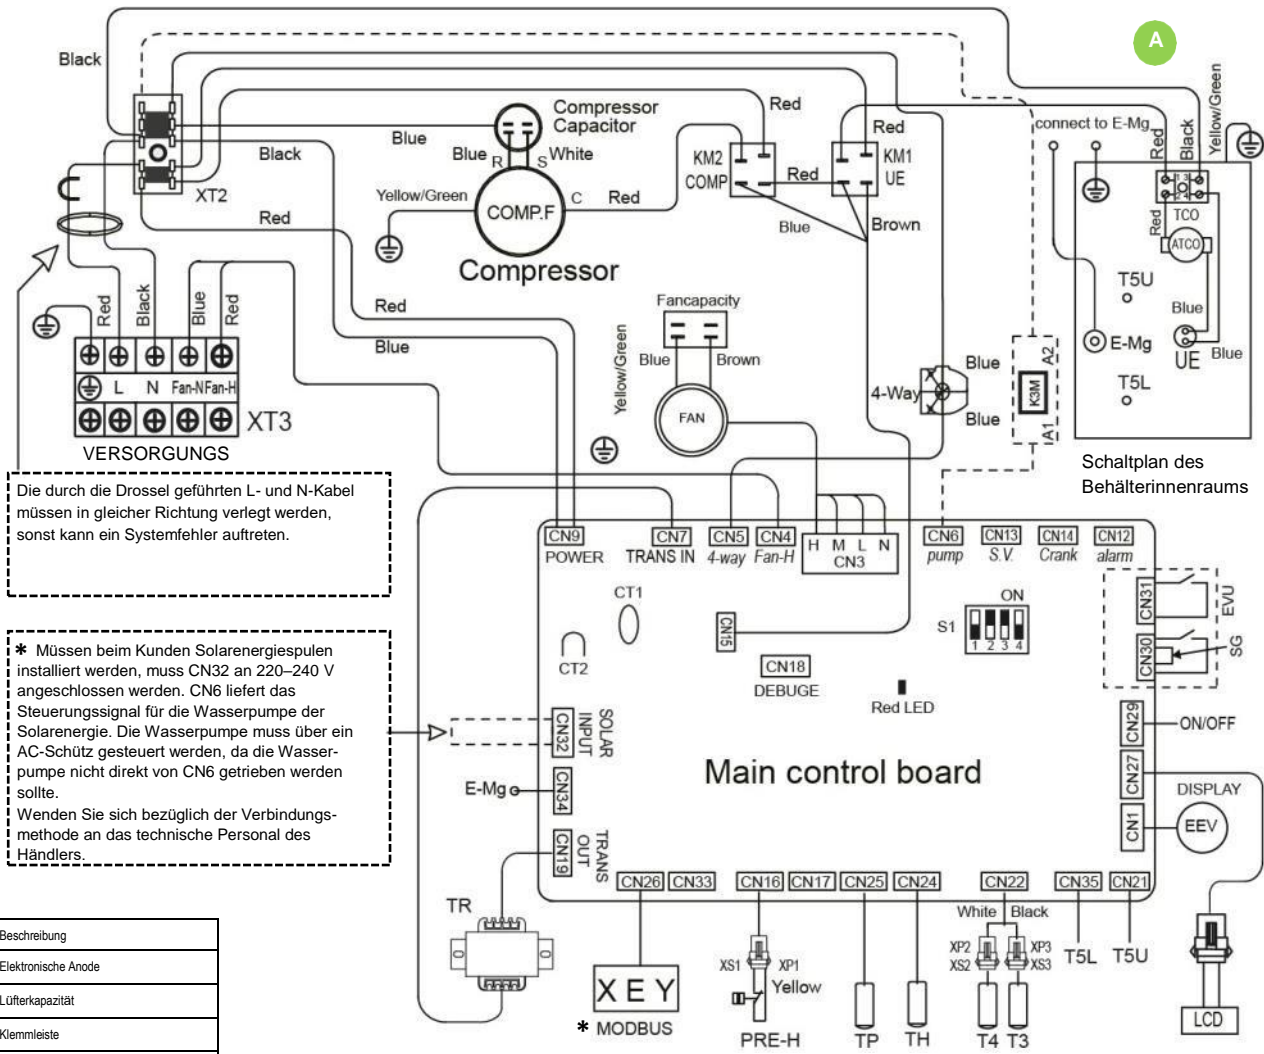 A
Black
Compressor
Capacitor
Red
Red
Yellow/Green
connect to E-Mg
Red
Black
Blue
Blue
White
R
S
Black
KM2
COMP
KM1
UE
Red
XT2
Yellow/Green
COMP.F
C
Red
Blue
Brown
Red
Compressor
1 3
2 4
TCO
Red
ATCO
T5U
Blue
E-Mg
UE
Blue
T5L
Red
Black
Blue
Red
Red
Blue
Fancapacity
Yellow/Green
Blue
Brown
FAN
4-Way
Blue
Blue
A2
K3M
A1
L
N
Fan-N
Fan-H
XT3
VERSORGUNGS
Schaltplan des
Behälterinnenraums
Die durch die Drossel geführten L- und N-Kabel
müssen in gleicher Richtung verlegt werden,
sonst kann ein Systemfehler auftreten.
CN9
POWER
CN7
TRANS IN
CN5
4-way
CN4
Fan-H
H M L N
CN3
CN6
pump
CN13
S.V.
CN14
Crank
CN12
alarm
CT1
CT2
CN15
CN18
DEBUGE
ON
S1
1 2 3 4
Red LED
CN31
EVU
CN30
SG
CN29
ON/OFF
CN27
DISPLAY
CN1
EEV
* Müssen beim Kunden Solarenergiespulen
installiert werden, muss CN32 an 220–240 V
angeschlossen werden. CN6 liefert das
Steuerungssignal für die Wasserpumpe der
Solarenergie. Die Wasserpumpe muss über ein
AC-Schütz gesteuert werden, da die Wasser-
pumpe nicht direkt von CN6 getrieben werden
sollte.
Wenden Sie sich bezüglich der Verbindungs-
methode an das technische Personal des
Händlers.
CN32
SOLAR
INPUT
Main control board
E-Mg
CN34
CN19
TRANS
OUT
CN26
CN33
CN16
CN17
CN25
CN24
CN22
CN35
CN21
TR
White
Black
XS1
XP1
Yellow
XP2
XS2
XP3
XS3
T5L
T5U
X E Y
* MODBUS
PRE-H
TP
TH
T4
T3
LCD
Beschreibung
Elektronische Anode
Lüfterkapazität
Klemmleiste